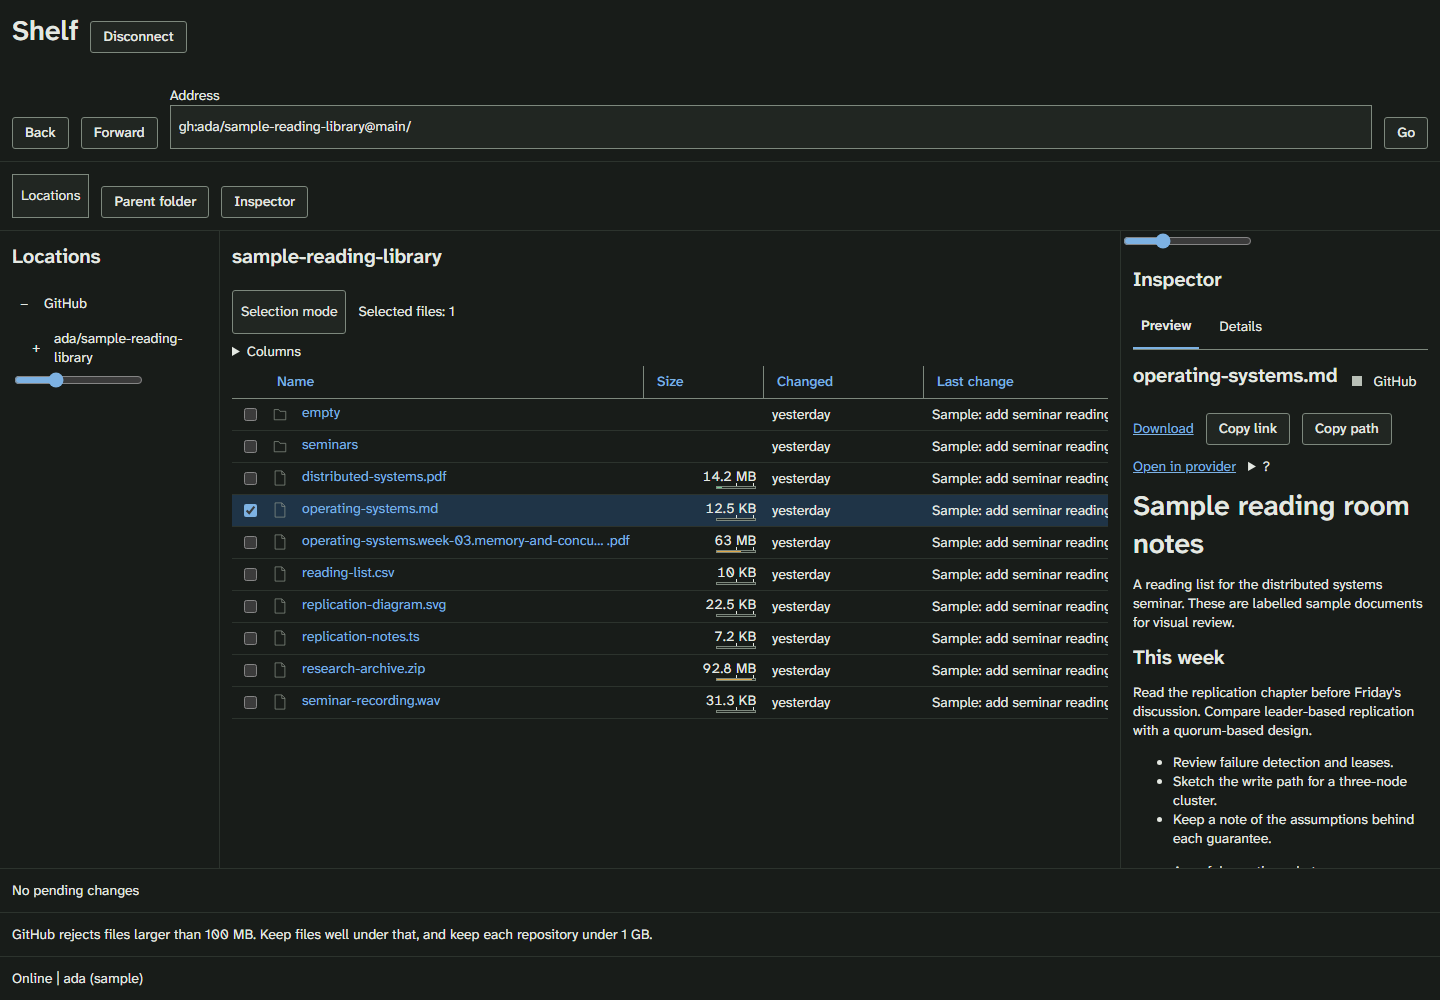 Shelf
Disconnect
Address
Back
Forward
gh:ada/sample-reading-library@main/
Go
Locations
Parent folder
Inspector
Locations
– GitHub
+ ada/sample-reading-
library
sample-reading-library
Selection mode
Selected files: 1
Columns
Name Size Changed Last change
empty yesterday Sample: add seminar reading
seminars yesterday Sample: add seminar reading
distributed-systems.pdf 14.2 MB yesterday Sample: add seminar reading
operating-systems.md 12.5 KB yesterday Sample: add seminar reading
operating-systems.week-03.memory-and-concu... .pdf 63 MB yesterday Sample: add seminar reading
reading-list.csv 10 KB yesterday Sample: add seminar reading
replication-diagram.svg 22.5 KB yesterday Sample: add seminar reading
replication-notes.ts 7.2 KB yesterday Sample: add seminar reading
research-archive.zip 92.8 MB yesterday Sample: add seminar reading
seminar-recording.wav 31.3 KB yesterday Sample: add seminar reading
Inspector
Preview Details
operating-systems.md GitHub
Download Copy link Copy path
Open in provider ?
Sample reading room
notes
A reading list for the distributed systems
seminar. These are labelled sample documents
for visual review.
This week
Read the replication chapter before Friday's
discussion. Compare leader-based replication
with a quorum-based design.
• Review failure detection and leases.
• Sketch the write path for a three-node
cluster.
• Keep a note of the assumptions behind
each guarantee.
No pending changes
GitHub rejects files larger than 100 MB. Keep files well under that, and keep each repository under 1 GB.
Online | ada (sample)